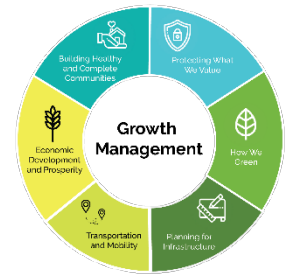 Building Healthy
and Complete
Communities
Protecting What
We Value
How We
Green
Planning for
Infrastructure
Transportation
and Mobility
Economic
Development
and Prosperity
Growth
Management